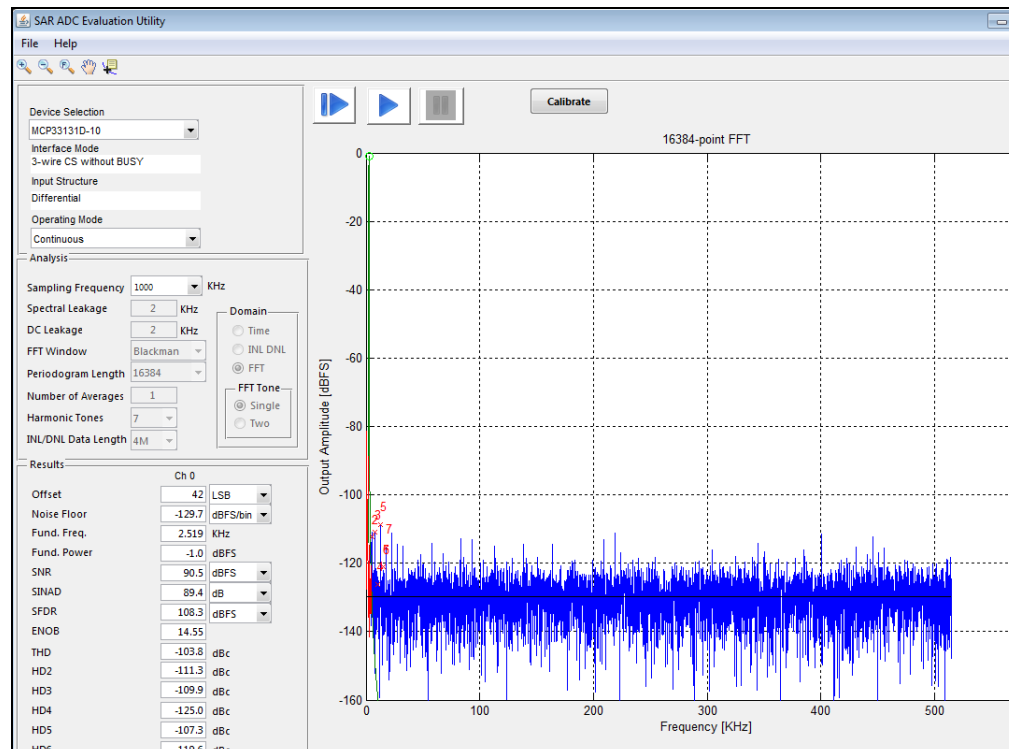 SAR ADC Evaluation Utility
File Help
Device Selection
MCP33131D-10
Interface Mode
3-wire CS without BUSY
Input Structure
Differential
Operating Mode
Continuous
Analysis
Sampling Frequency 1000 KHz
Spectral Leakage 2 KHz
DC Leakage 2 KHz
FFT Window Blackman
Periodogram Length 16384
Number of Averages 1
Harmonic Tones 7
INL/DNL Data Length 4M
Domain
Time
INL DNL
FFT
FFT Tone
Single
Two
Results
Ch 0
Offset 42 LSB
Noise Floor -129.7 dBFS/bin
Fund. Freq. 2.519 KHz
Fund. Power -1.0 dBFS
SNR 90.5 dBFS
SINAD 89.4 dB
SFDR 108.3 dBFS
ENOB 14.55
THD -103.8 dBc
HD2 -111.3 dBc
HD3 -109.9 dBc
HD4 -125.0 dBc
HD5 -107.3 dBc
Calibrate
16384-point FFT
Output Amplitude [dBFS]
0
-20
-40
-60
-80
-100
-120
-140
-160
5
3
2
7
0 100 200 300 400 500
Frequency [KHz]